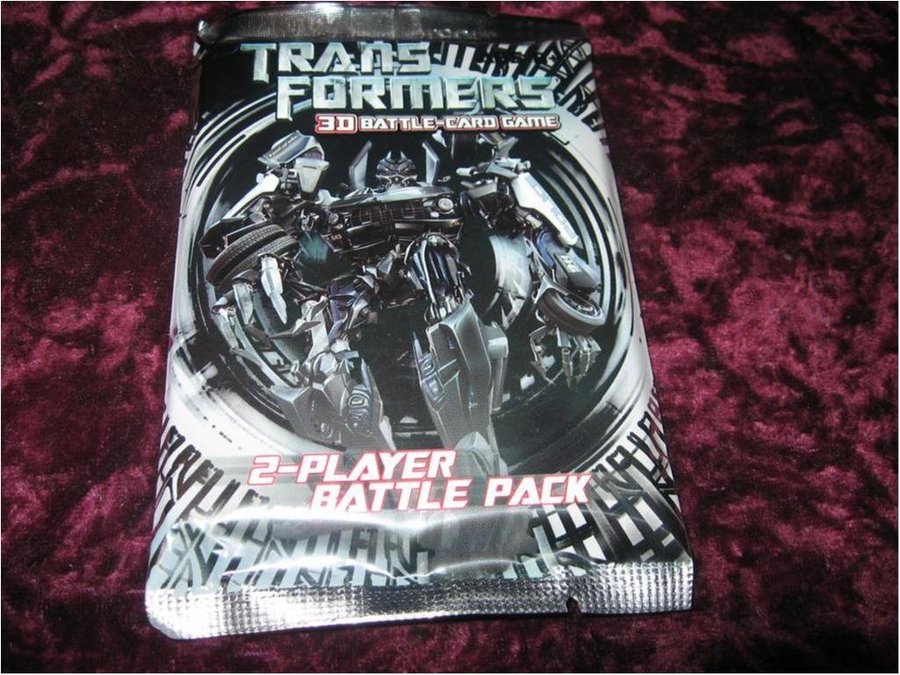 TRANS
FORMERS
3D BATTLE-CARD GAME
2-PLAYER
BATTLE PACK